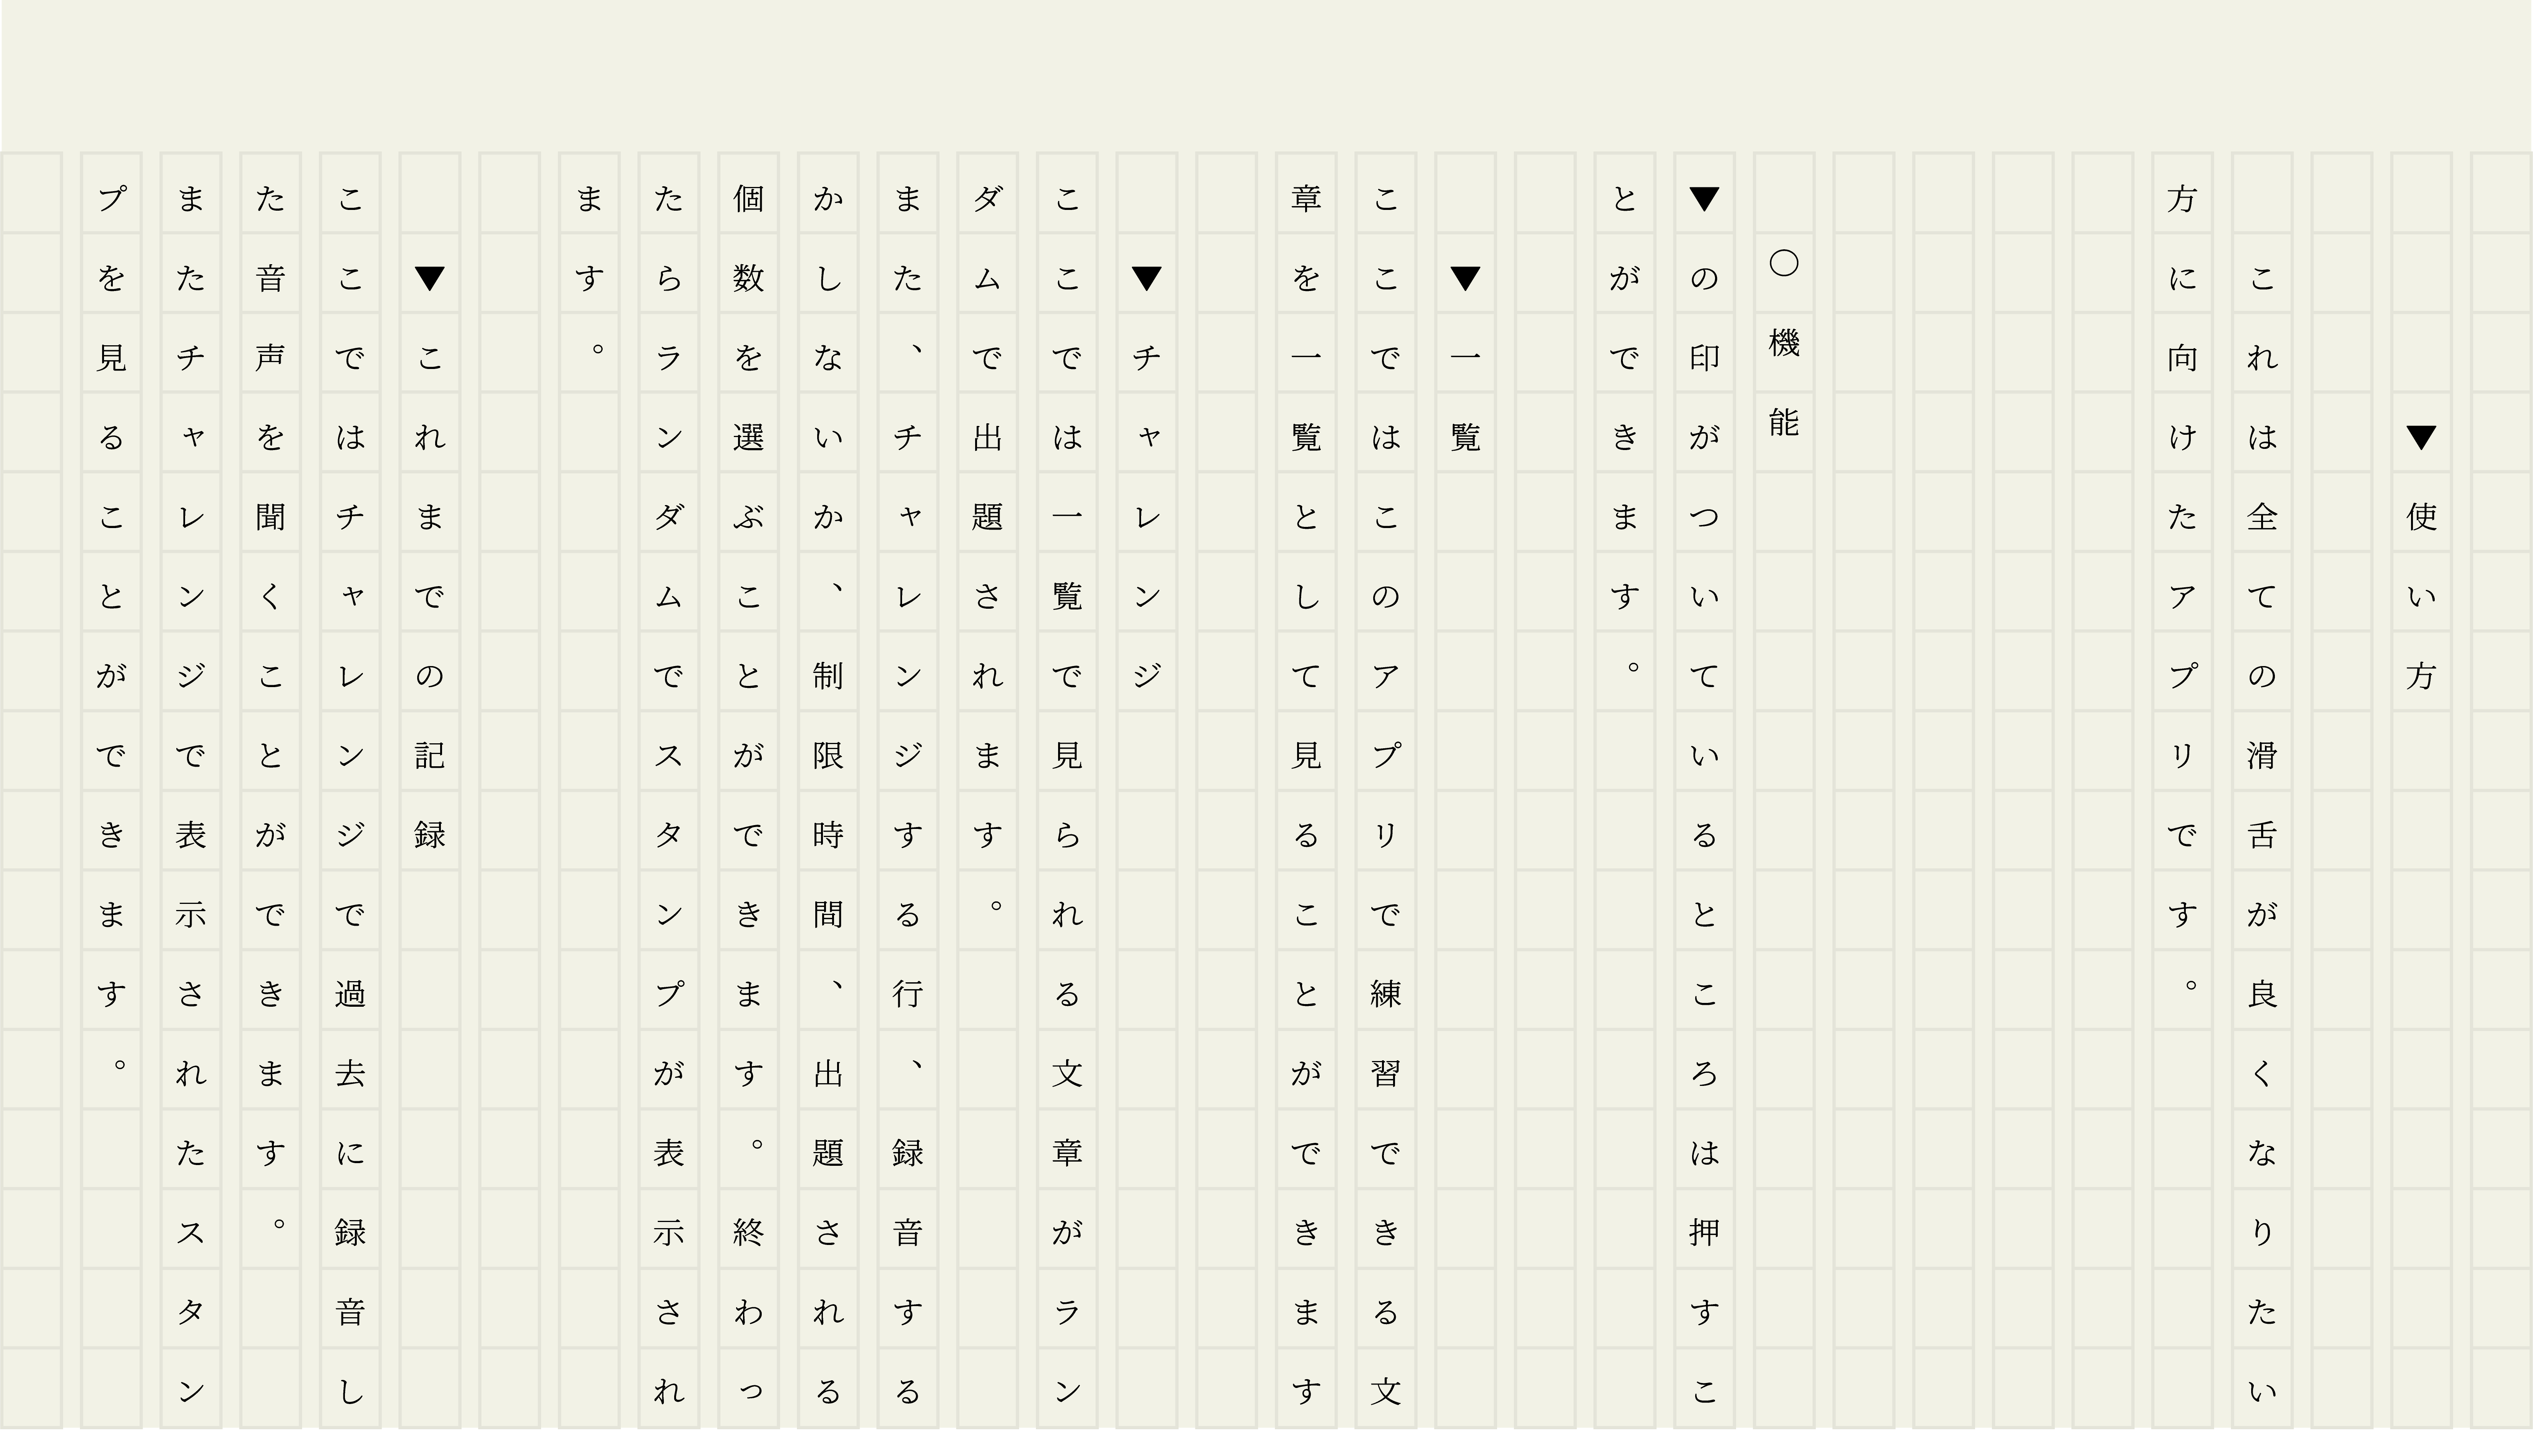 ▼使い方
これは全ての滑舌が良くなりたい
方に向けたアプリです。
○機能
▼の印がついているところは押すこ
とができます。
▼一覧
ここではこのアプリで練習できる文
章を一覧として見ることができます
▼チャレンジ
ここでは一覧で見られる文章がラン
ダムで出題されます。
また、チャレンジする行、録音する
かしないか、制限時間、出題される
個数を選ぶことができます。終わっ
たらランダムでスタンプが表示され
ます。
▼これまでの記録
ここではチャレンジで過去に録音し
た音声を聞くことができます。
またチャレンジで表示されたスタン
プを見ることができます。